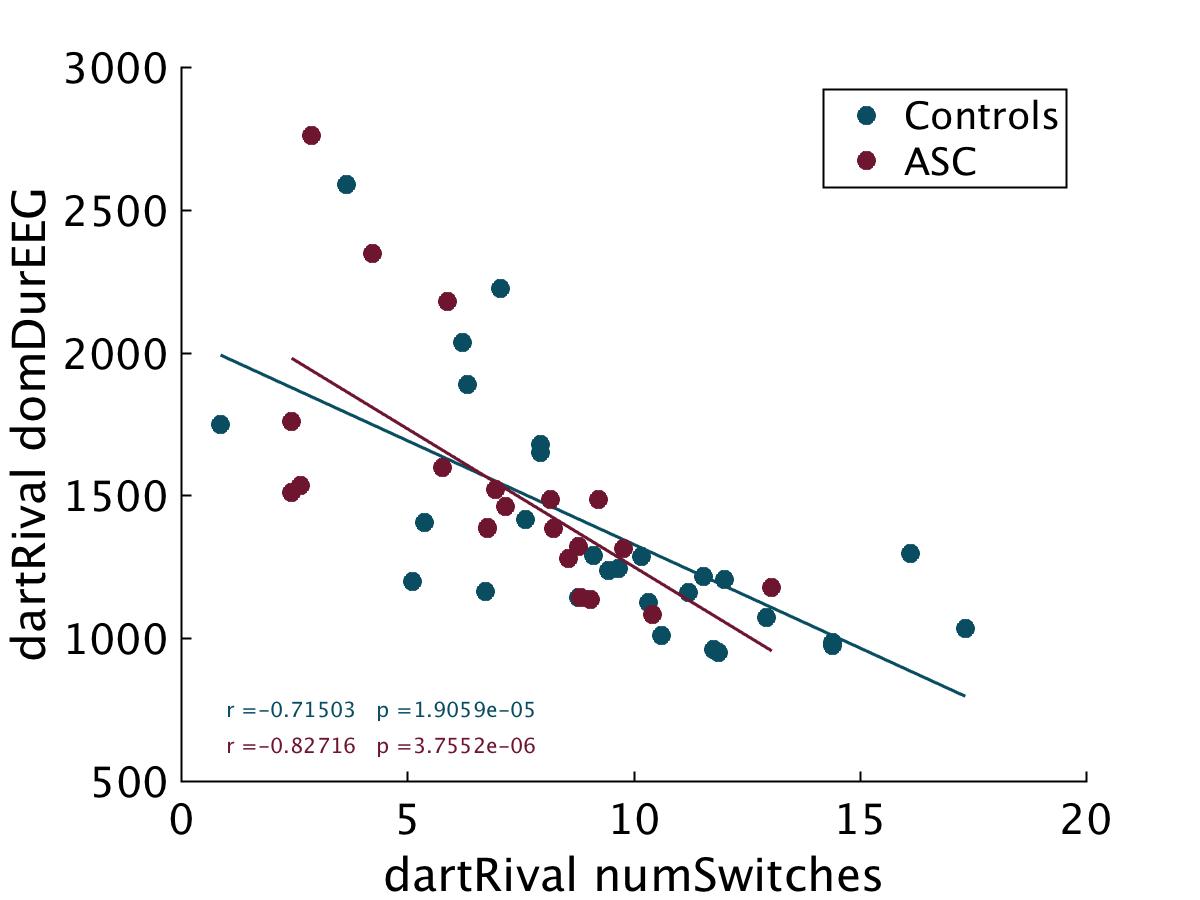 3000
2500
2000
1500
1000
500
dartRival domDurEEG
Controls
ASC
r =-0.71503 p =1.9059e-05
r =-0.82716 p =3.7552e-06
0 5 10 15 20
dartRival numSwitches